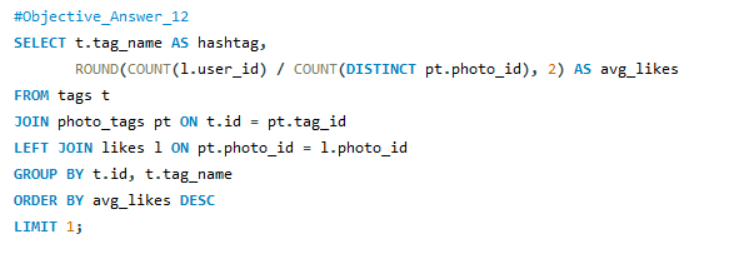 #Objective_Answer_12
SELECT t.tag_name AS hashtag,
ROUND(COUNT(l.user_id) / COUNT(DISTINCT pt.photo_id), 2) AS avg_likes
FROM tags t
JOIN photo_tags pt ON t.id = pt.tag_id
LEFT JOIN likes l ON pt.photo_id = l.photo_id
GROUP BY t.id, t.tag_name
ORDER BY avg_likes DESC
LIMIT 1;